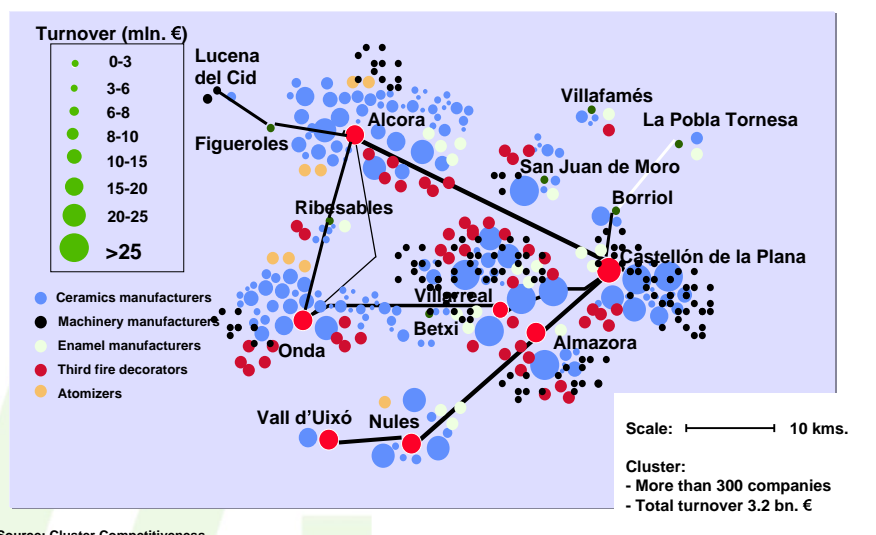 Turnover (mln. €)
0-3
3-6
6-8
8-10
10-15
15-20
20-25
>25
Lucena
del Cid
Figueroles
Alcora
Villafamés
La Pobla Tornesa
San Juan de Moro
Borriol
Ribesables
Castellón de la Plana
Villarreal
Betxi
Onda
Almazora
Vall d'Uixó
Nules
Ceramics manufacturers
Machinery manufacturers
Enamel manufacturers
Third fire decorators
Atomizers
Scale: 10 kms.
Cluster:
- More than 300 companies
- Total turnover 3.2 bn. €
Source: Cluster Competitiveness